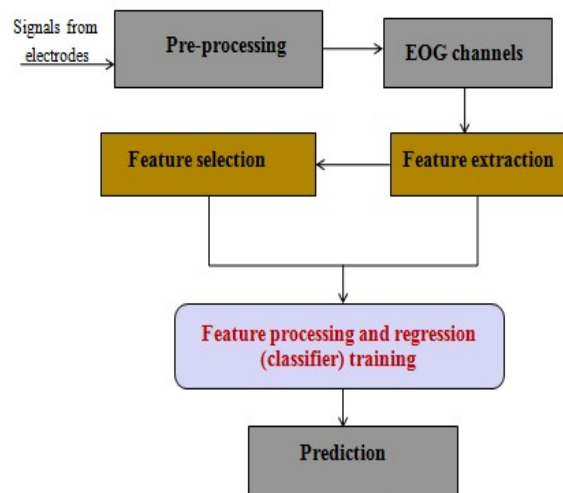 Signals from
electrodes
Pre-processing
EOG channels
Feature selection
Feature extraction
Feature processing and regression
(classifier) training
Prediction